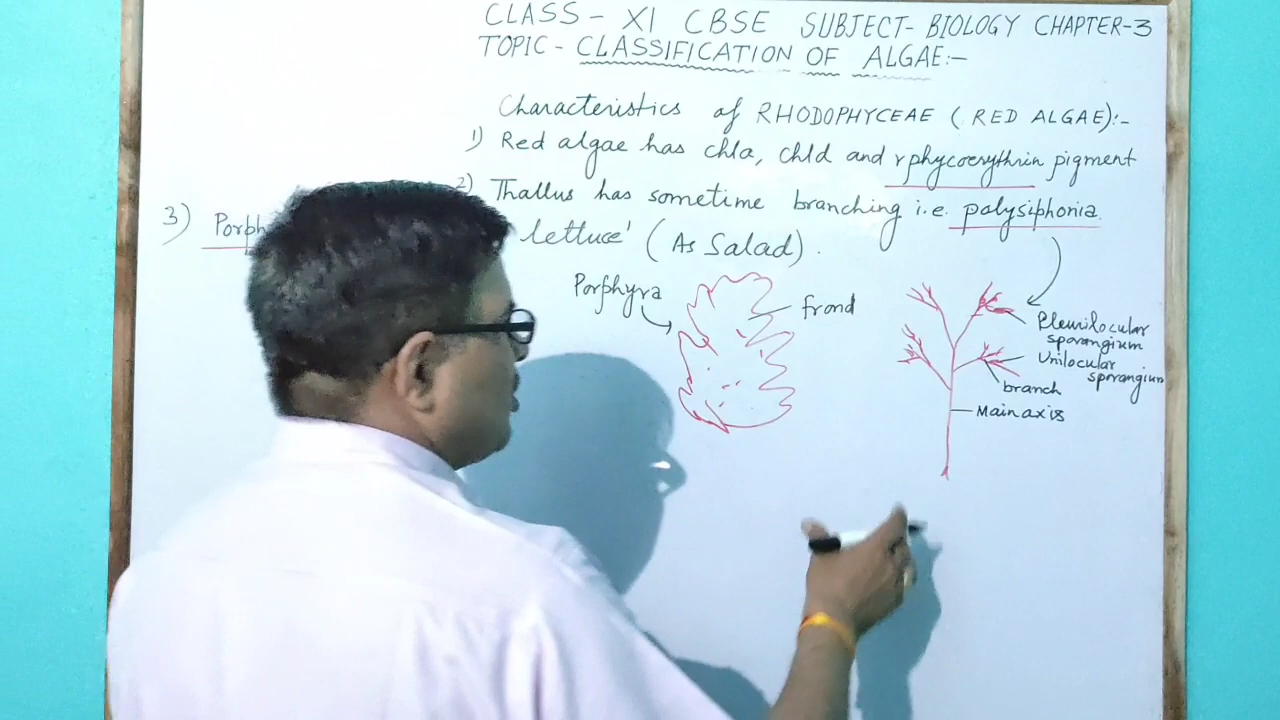 CLASS - XI CBSE SUBJECT- BIOLOGY CHAPTER-3
TOPIC - CLASSIFICATION OF ALGAE:-
Characteristics of RHODOPHYCEAE (RED ALGAE):-
1) Red algae has chla, chld and rphycoerythrin pigment
2) Thallus has sometime branching i.e. polysiphonia.
3) Porph lettuce' (As Salad).
Porphyra
frond
Plemilocular
sporangium
Unilocular
sporangium
branch
Main axis